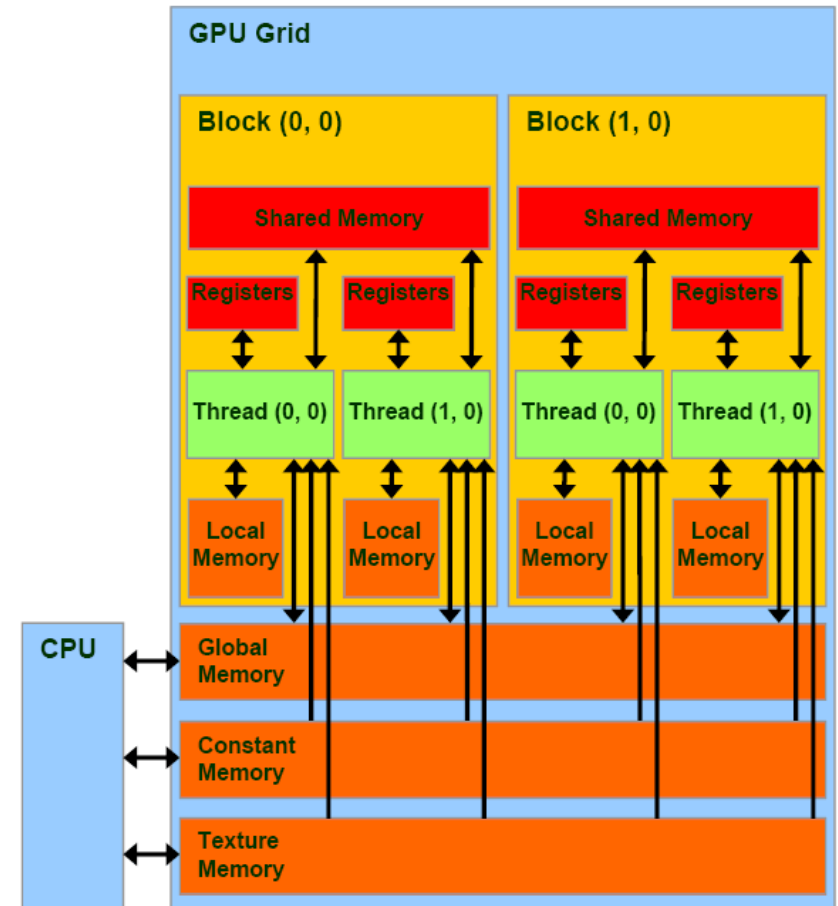 GPU Grid
Block (0, 0)
Block (1, 0)
Shared Memory
Shared Memory
Registers
Registers
Registers
Registers
Thread (0, 0)
Thread (1, 0)
Thread (0, 0)
Thread (1, 0)
Local
Memory
Local
Memory
Local
Memory
Local
Memory
CPU
Global
Memory
Constant
Memory
Texture
Memory